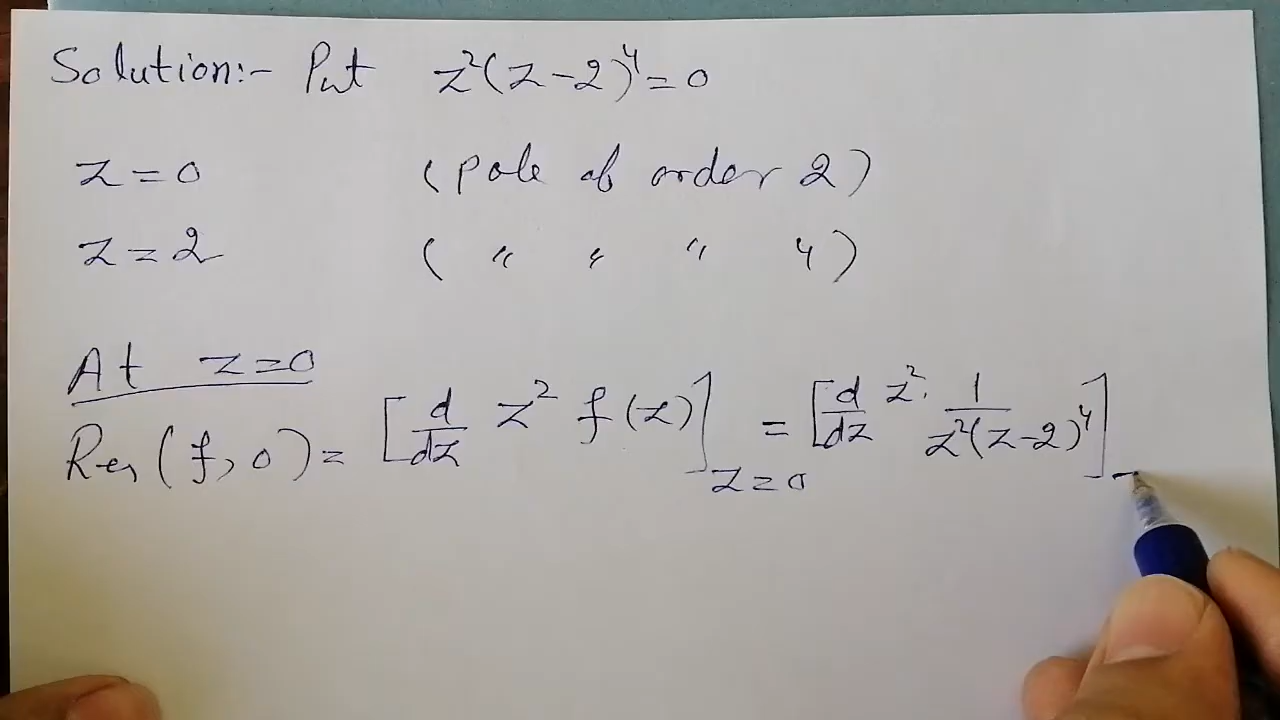 Solution:- Put z²(z-2)⁴=0
z=0 (pole of order 2)
z=2 ( " " " 4)
At z=0
Res(f,0)= [d/dz z² f(z)]z=0 = [d/dz z². 1/z²(z-2)⁴]